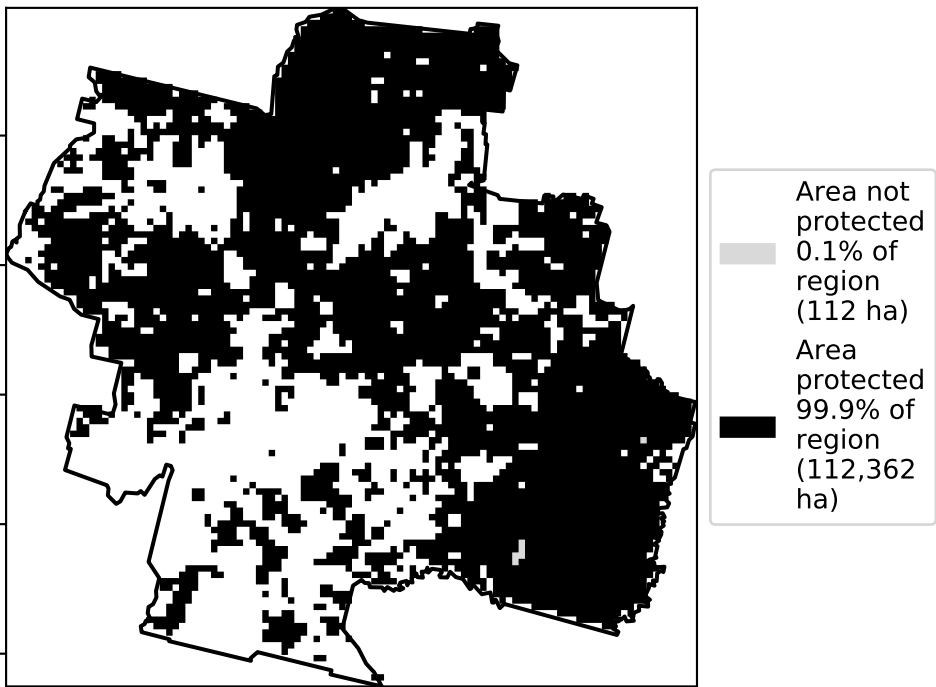 Area not
protected
0.1% of
region
(112 ha)
Area
protected
99.9% of
region
(112,362
ha)